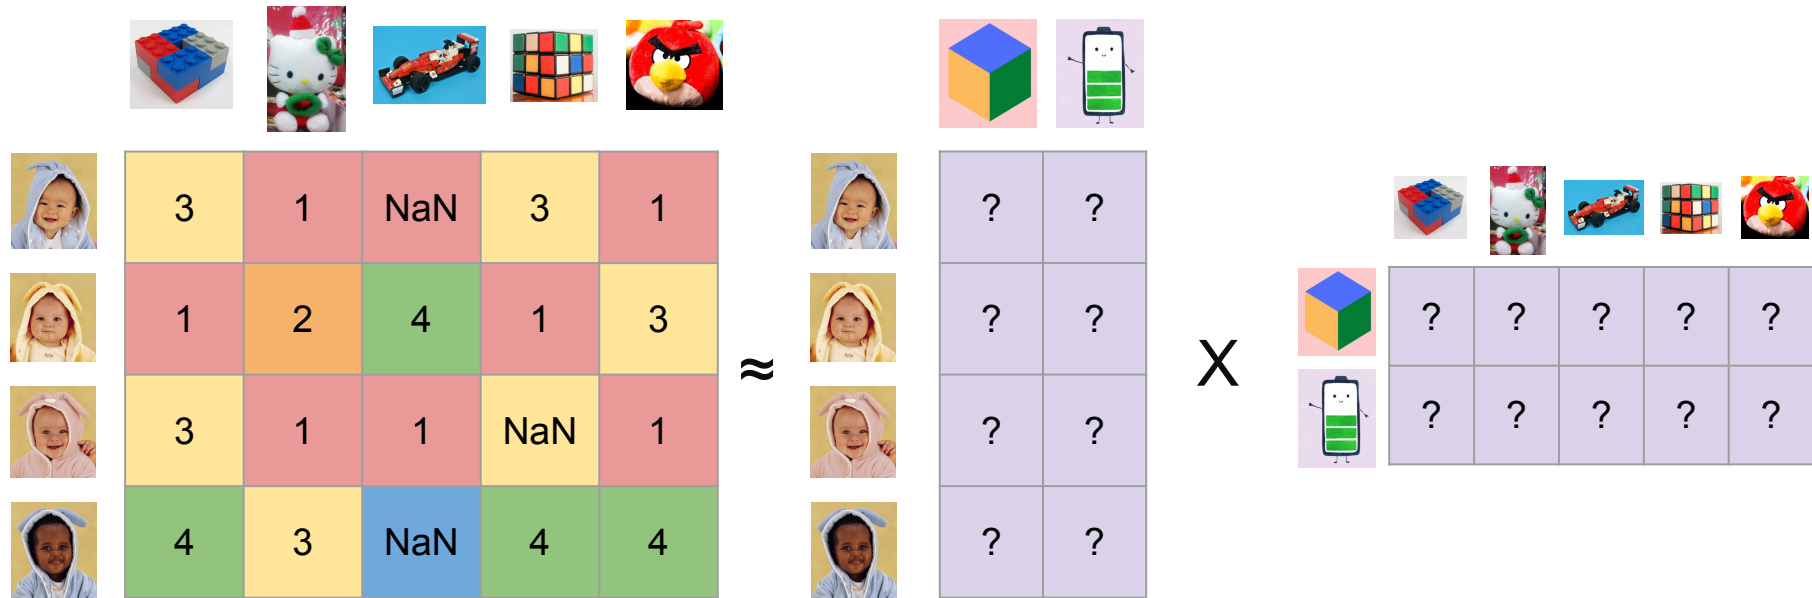 3 1 NaN 3 1
1 2 4 1 3
3 1 1 NaN 1
4 3 NaN 4 4
≈
? ?
? ?
? ?
? ?
X
? ? ? ? ?
? ? ? ? ?